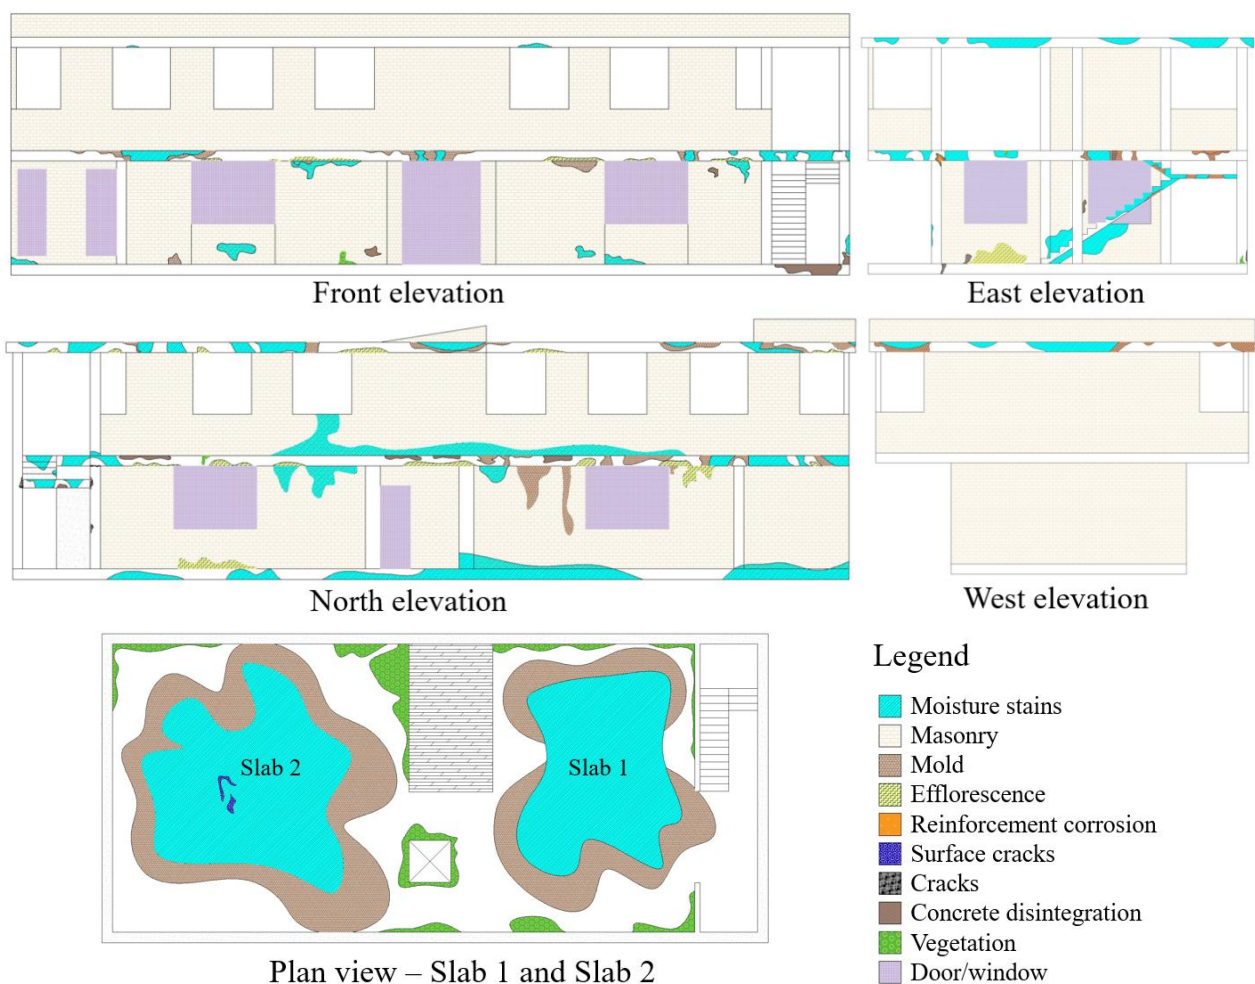 Front elevation
East elevation
North elevation
West elevation
Slab 2
Slab 1
Plan view – Slab 1 and Slab 2
Legend
Moisture stains
Masonry
Mold
Efflorescence
Reinforcement corrosion
Surface cracks
Cracks
Concrete disintegration
Vegetation
Door/window